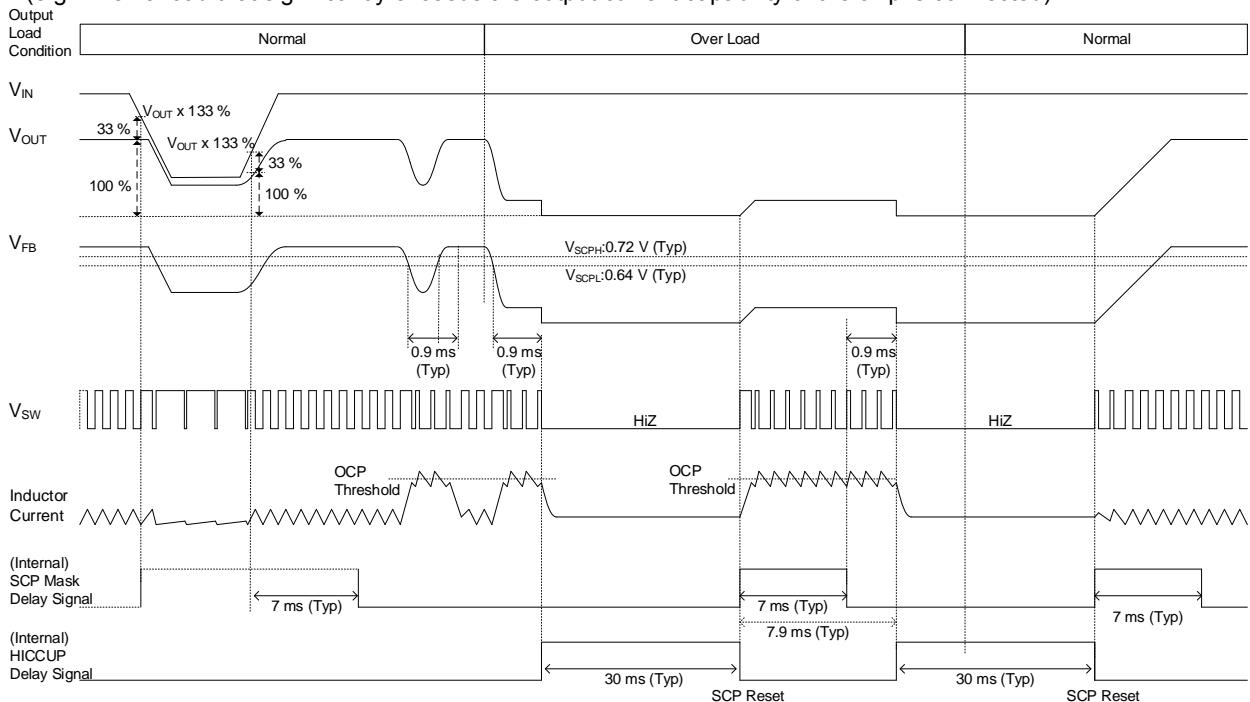 Output
Load
Condition
Normal
Over Load
Normal
VIN
VOUT x 133 %
33 %
VOUT
VOUT x 133 %
33 %
100 %
100 %
VFB
VSCPH:0.72 V (Typ)
VSCPL:0.64 V (Typ)
0.9 ms
(Typ)
0.9 ms
(Typ)
0.9 ms
(Typ)
VSW
HiZ
HiZ
OCP
Threshold
OCP
Threshold
Inductor
Current
(Internal)
SCP Mask
Delay Signal
7 ms (Typ)
7 ms (Typ)
7 ms (Typ)
7.9 ms (Typ)
(Internal)
HICCUP
Delay Signal
30 ms (Typ)
30 ms (Typ)
SCP Reset
SCP Reset